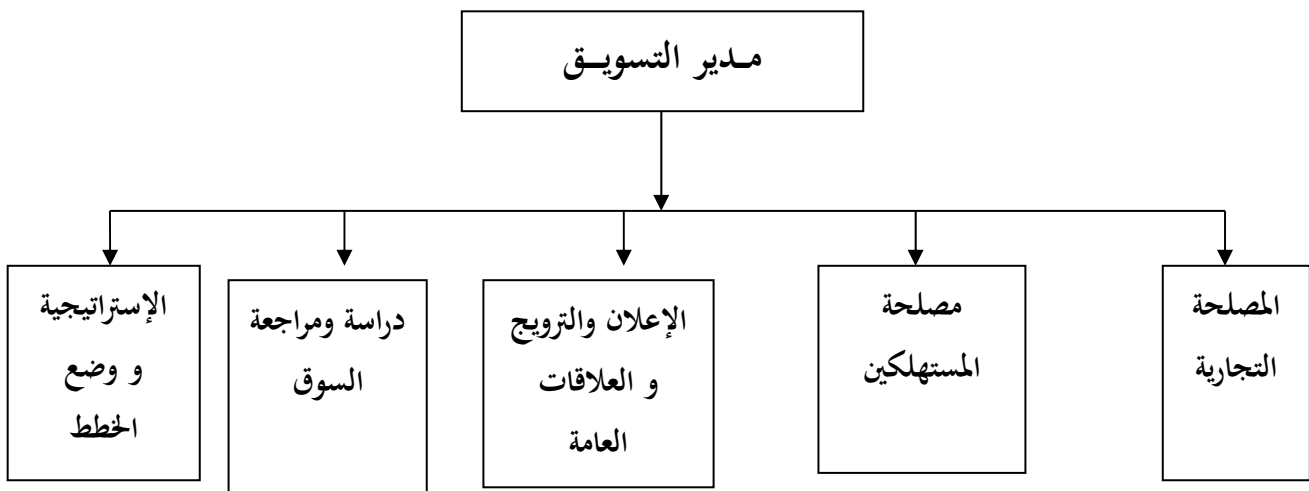 مـدير التسويـق
المصلحة
التجارية
مصلحة
المستهلكين
الإعلان والترويج
و العلاقات
العامة
دراسة ومراجعة
السوق
الإستراتيجية
و وضع
الخطط